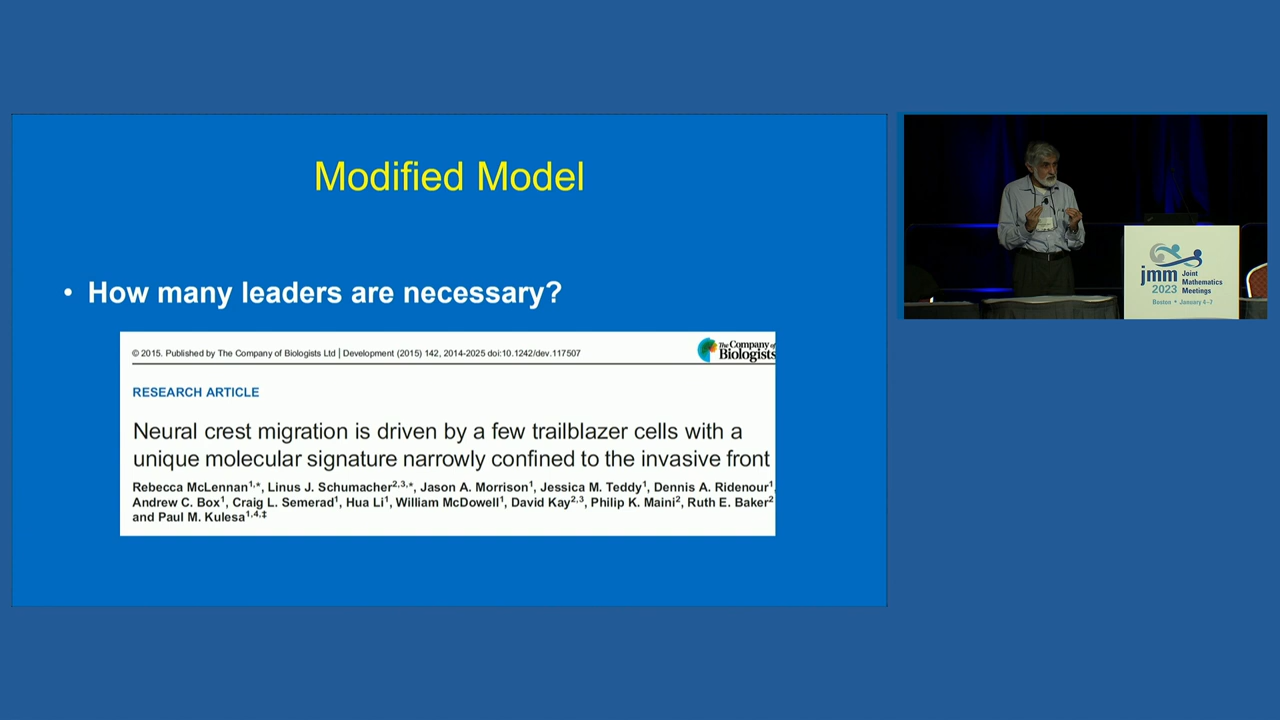 Modified Model
• How many leaders are necessary?
© 2015. Published by The Company of Biologists Ltd | Development (2015) 142, 2014-2025 doi:10.1242/dev.117507
The Company of
Biologists
RESEARCH ARTICLE
Neural crest migration is driven by a few trailblazer cells with a
unique molecular signature narrowly confined to the invasive front
Rebecca McLennan1,*, Linus J. Schumacher2,3,*, Jason A. Morrison1, Jessica M. Teddy1, Dennis A. Ridenour1,
Andrew C. Box1, Craig L. Semerad1, Hua Li1, William McDowell1, David Kay2,3, Philip K. Maini2, Ruth E. Baker2
and Paul M. Kulesa1,4,‡
jmm
2023
Joint
Mathematics
Meetings
Boston • January 4–7